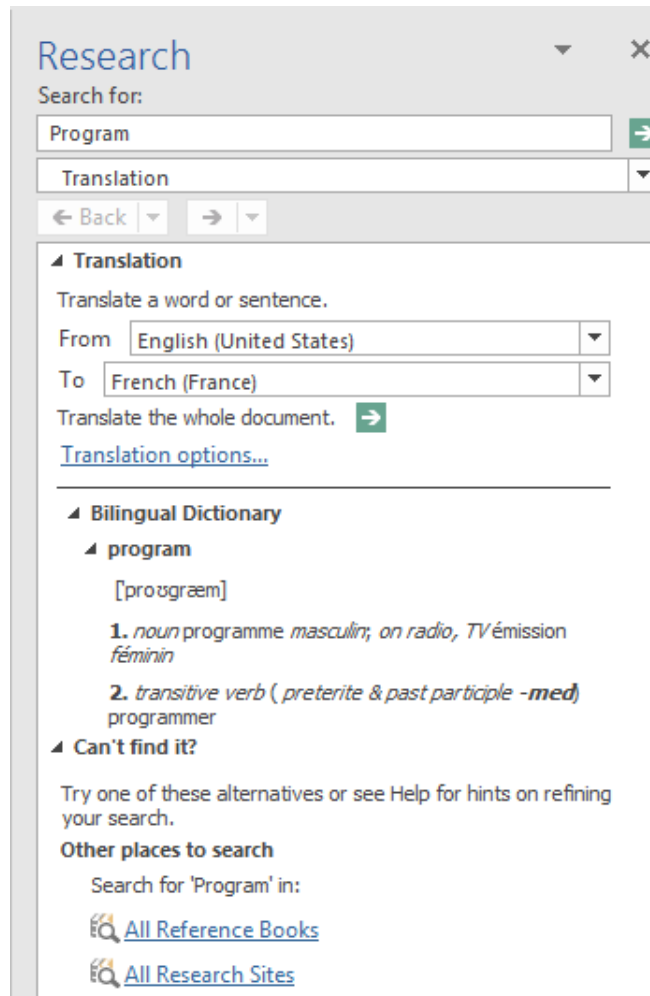 Research
Search for:
Program
Translation
Back
Translation
Translate a word or sentence.
From English (United States)
To French (France)
Translate the whole document.
Translation options...
Bilingual Dictionary
program
['proʊgræm]
1. noun programme masculin; on radio, TV émission
féminin
2. transitive verb ( preterite & past participle -med)
programmer
Can't find it?
Try one of these alternatives or see Help for hints on refining
your search.
Other places to search
Search for 'Program' in:
All Reference Books
All Research Sites